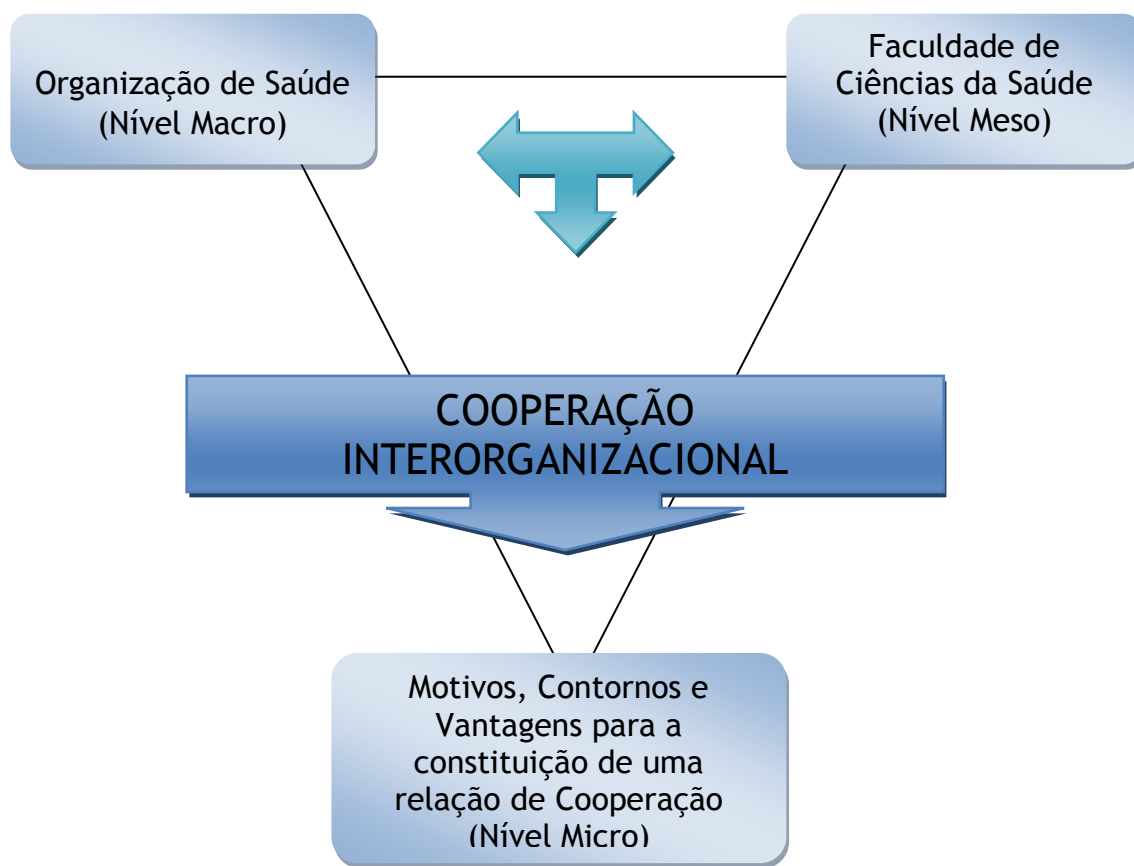 Organização de Saúde
(Nível Macro)
Faculdade de
Ciências da Saúde
(Nível Meso)
COOPERAÇÃO
INTERORGANIZACIONAL
Motivos, Contornos e
Vantagens para a
constituição de uma
relação de Cooperação
(Nível Micro)